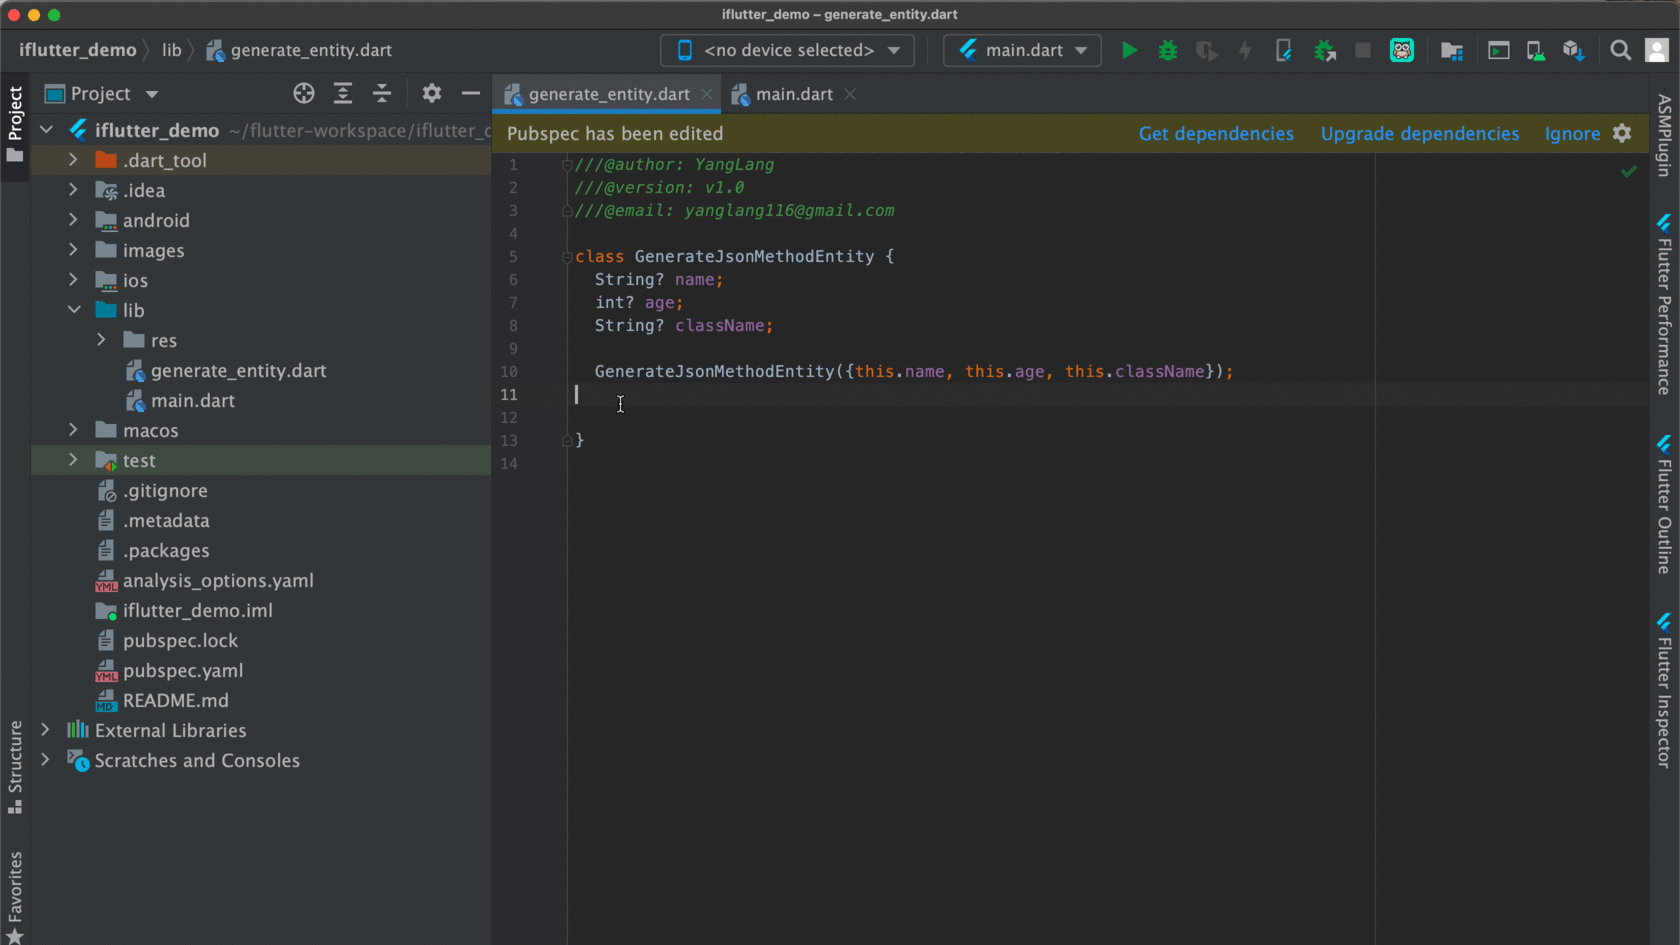 iflutter_demo – generate_entity.dart
iflutter_demo lib generate_entity.dart <no device selected> main.dart
Project
Structure
Favorites
Project
iflutter_demo ~/flutter-workspace/iflutter_d
.dart_tool
.idea
android
images
ios
lib
res
generate_entity.dart
main.dart
macos
test
.gitignore
.metadata
.packages
analysis_options.yaml
iflutter_demo.iml
pubspec.lock
pubspec.yaml
README.md
External Libraries
Scratches and Consoles
generate_entity.dart main.dart
Pubspec has been edited Get dependencies Upgrade dependencies Ignore
1 ///@author: YangLang
2 ///@version: v1.0
3 ///@email: yanglang116@gmail.com
4
5 class GenerateJsonMethodEntity {
6 String? name;
7 int? age;
8 String? className;
9
10 GenerateJsonMethodEntity({this.name, this.age, this.className});
11
12
13 }
14
ASMPlugin
Flutter Performance
Flutter Outline
Flutter Inspector